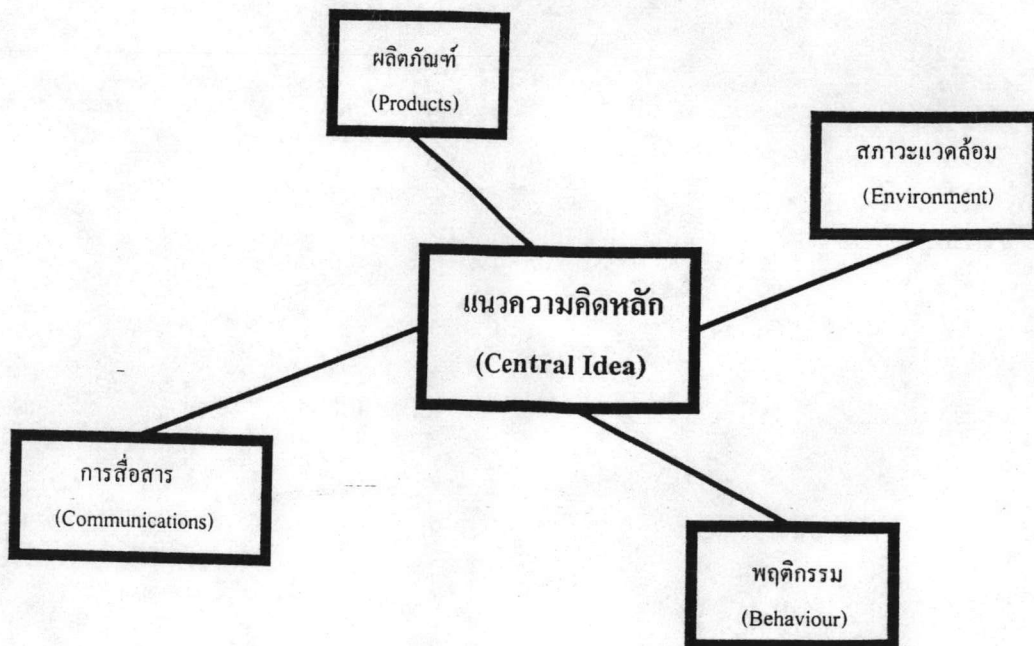 ผลิตภัณฑ์
(Products)
สภาวะแวดล้อม
(Environment)
แนวความคิดหลัก
(Central Idea)
การสื่อสาร
(Communications)
พฤติกรรม
(Behaviour)